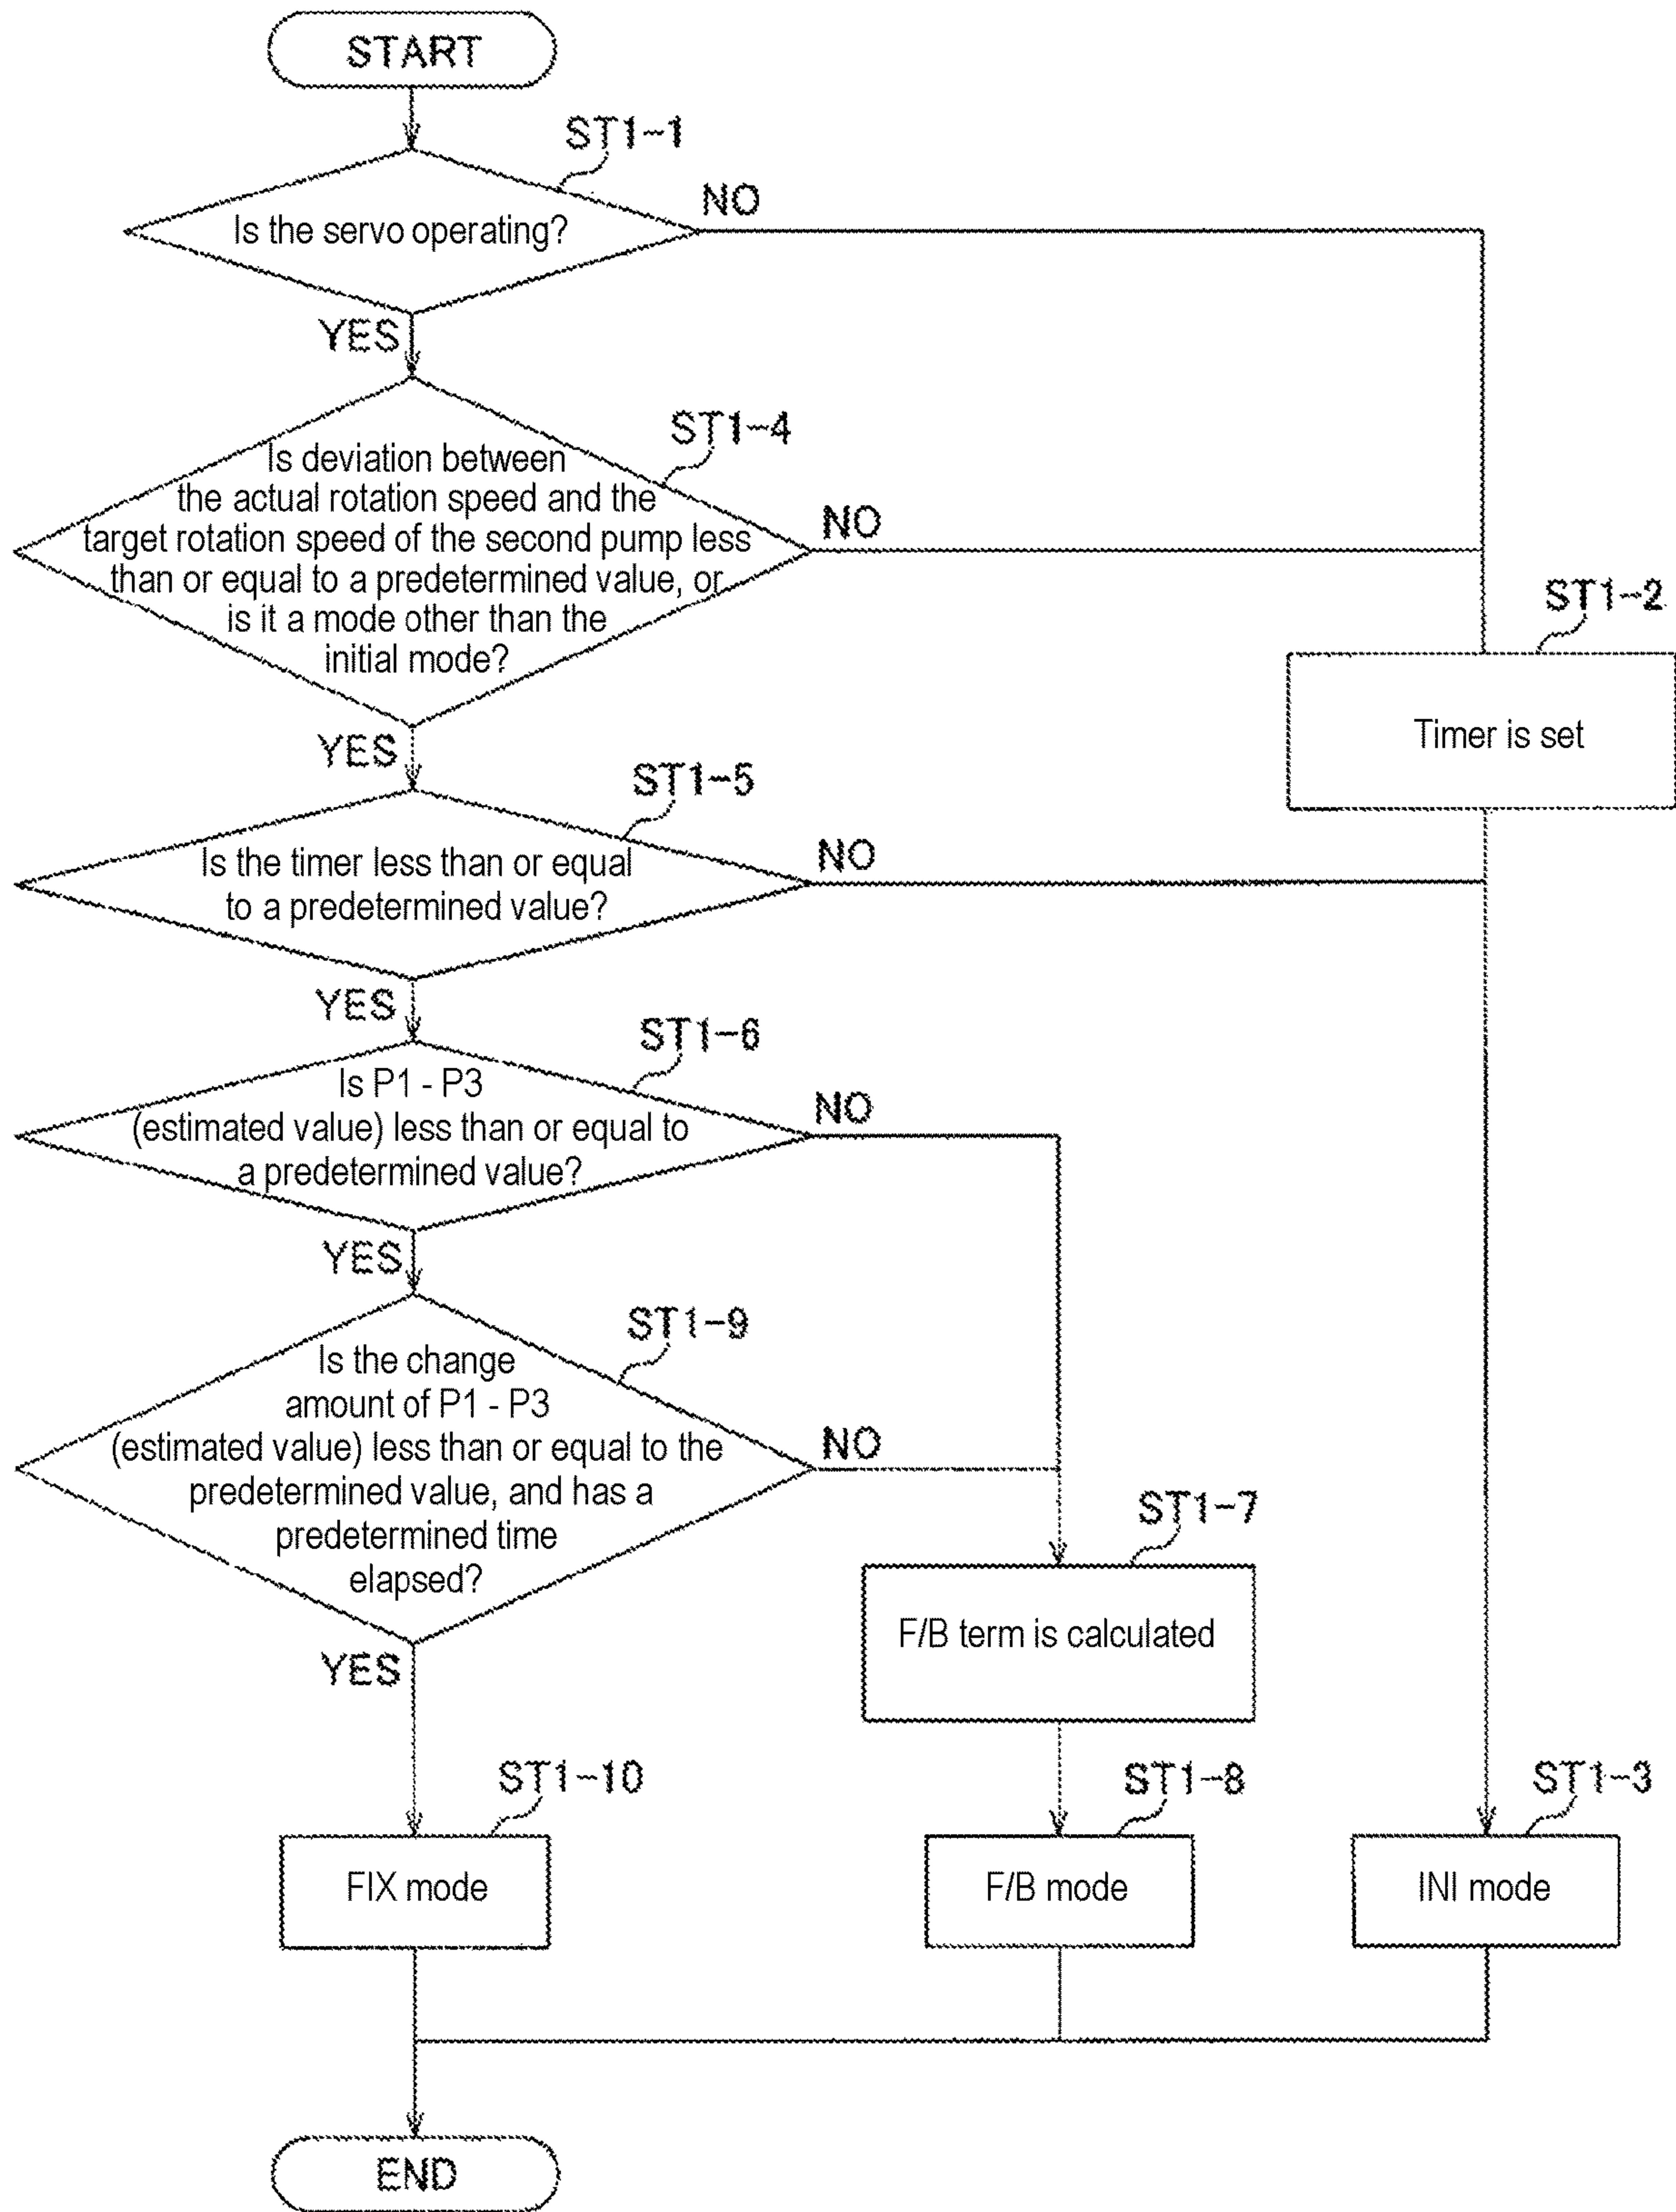 START
ST1-1
Is the servo operating?
NO
YES
ST1-4
Is deviation between
the actual rotation speed and the
target rotation speed of the second pump less
than or equal to a predetermined value, or
is it a mode other than the
initial mode?
NO
YES
ST1-2
Timer is set
ST1-5
Is the timer less than or equal
to a predetermined value?
NO
YES
ST1-6
Is P1 - P3
(estimated value) less than or equal to
a predetermined value?
NO
YES
ST1-9
Is the change
amount of P1 - P3
(estimated value) less than or equal to the
predetermined value, and has a
predetermined time
elapsed?
NO
YES
ST1-7
F/B term is calculated
ST1-10
FIX mode
ST1-8
F/B mode
ST1-3
INI mode
END